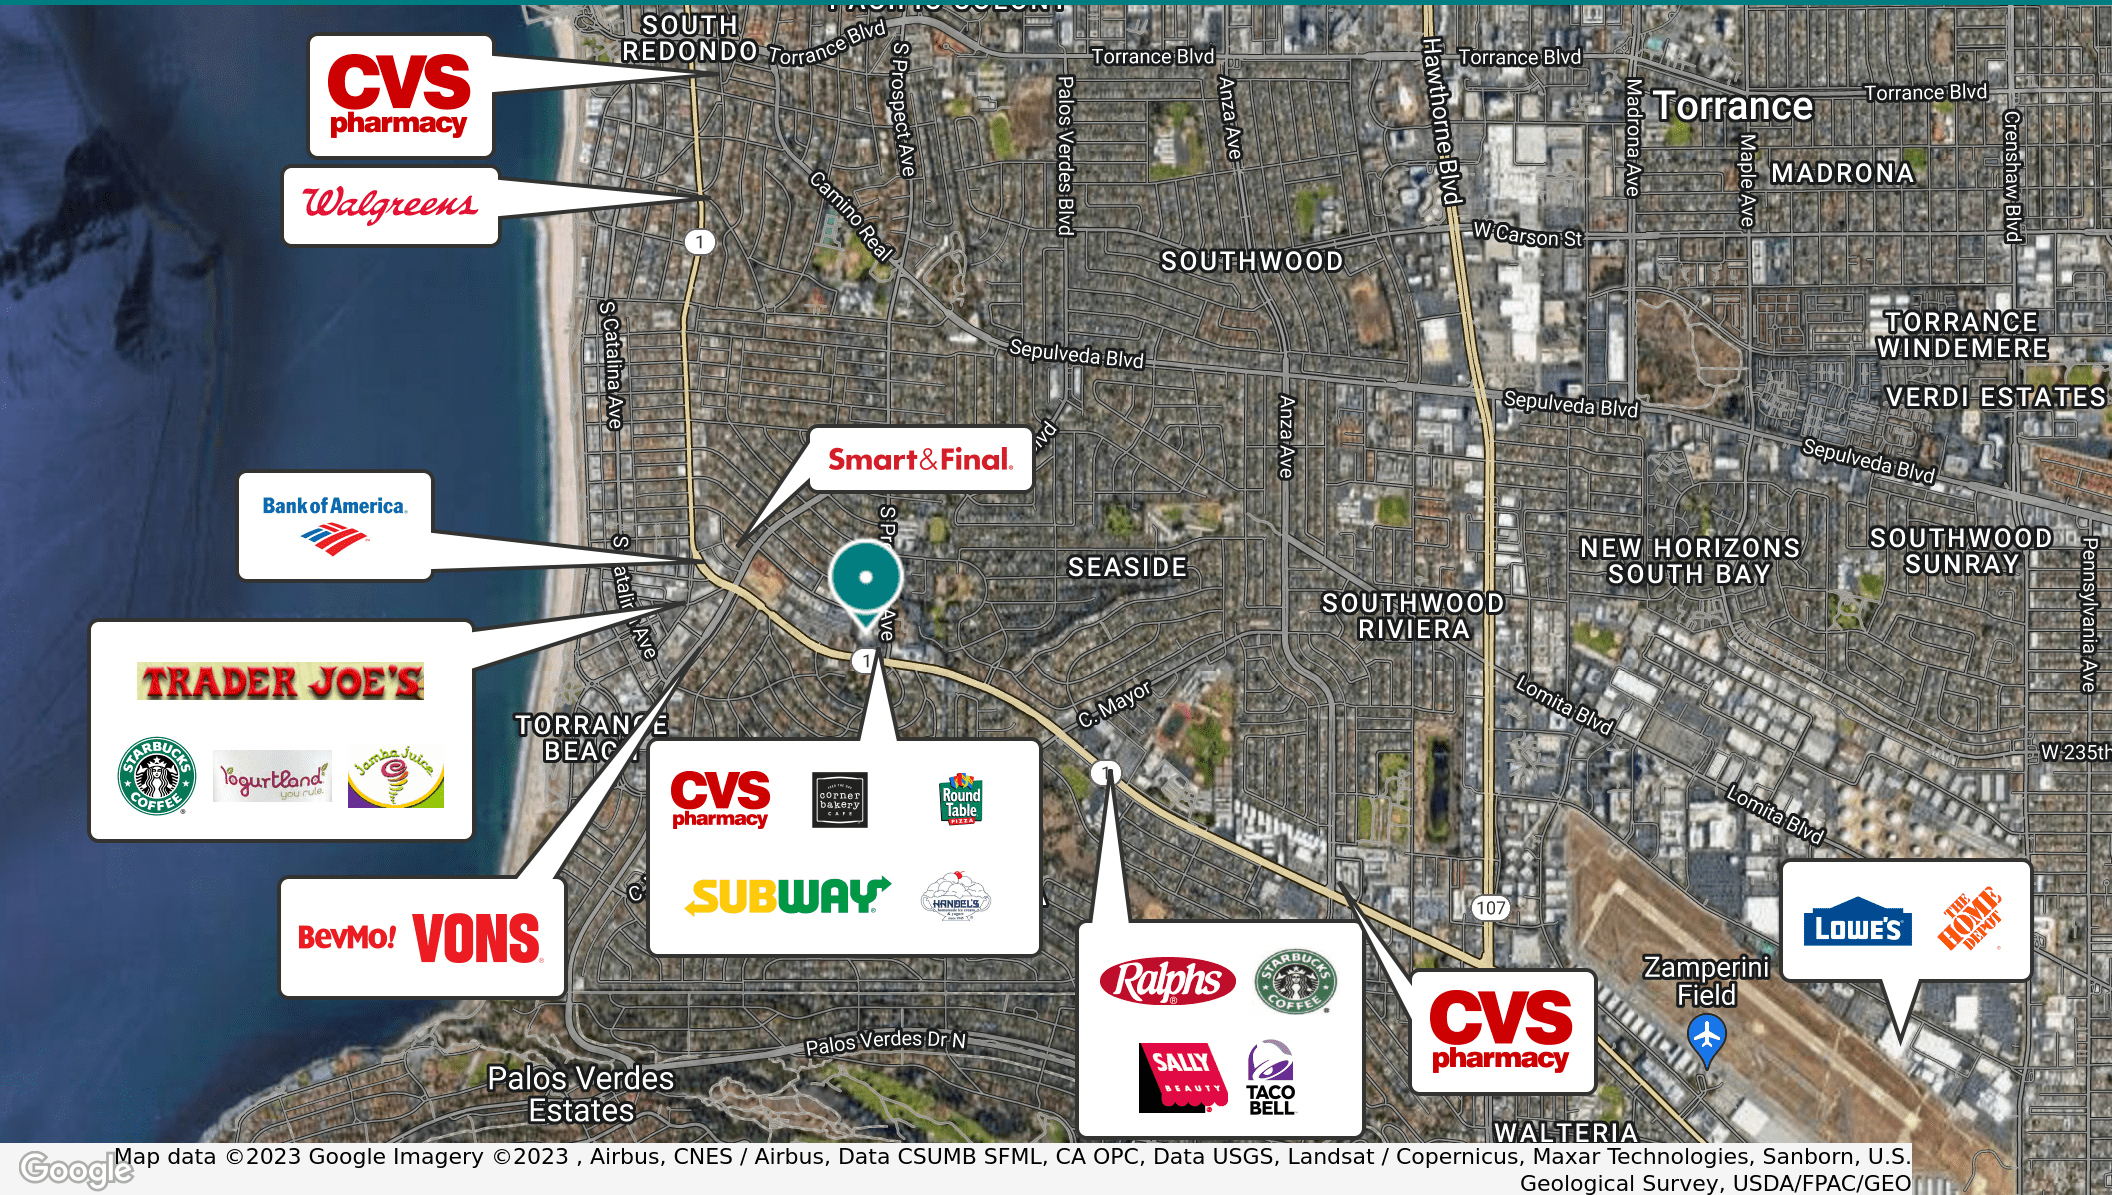 PACIFIC COLONY
SOUTH
REDONDO
Torrance Blvd
Torrance Blvd
Torrance Blvd
Torrance Blvd
CVS
pharmacy
S Prospect Ave
Palos Verdes Blvd
Anza Ave
Hawthorne Blvd
Madrona Ave
Torrance
Maple Ave
MADRONA
Crenshaw Blvd
Walgreens
1
Camino Real
SOUTHWOOD
W Carson St
S Catalina Ave
Sepulveda Blvd
TORRANCE
WINDEMERE
VERDI ESTATES
Sepulveda Blvd
Sepulveda Blvd
Anza Ave
Smart&Final.
Bank of America
SEASIDE
NEW HORIZONS
SOUTH BAY
SOUTHWOOD
SUNRAY
Pennsylvania Ave
SOUTHWOOD
RIVIERA
Ave
1
TRADER JOE'S
STARBUCKS
COFFEE
Yogurtland
you rule.
jamba juice
TORRANCE
BEACH
C. Mayor
Lomita Blvd
W 235th
1
CVS
pharmacy
corner
bakery
CAFE
Round
Table
PIZZA
SUBWAY
HANDEL'S
Lomita Blvd
BevMo!
VONS
107
LOWE'S
THE
HOME
DEPOT
Ralphs
STARBUCKS
COFFEE
SALLY
BEAUTY
TACO
BELL
CVS
pharmacy
Zamperini
Field
Palos Verdes Dr N
Palos Verdes
Estates
WALTERIA
Google
Map data ©2023 Google Imagery ©2023 , Airbus, CNES / Airbus, Data CSUMB SFML, CA OPC, Data USGS, Landsat / Copernicus, Maxar Technologies, Sanborn, U.S.
Geological Survey, USDA/FPAC/GEO